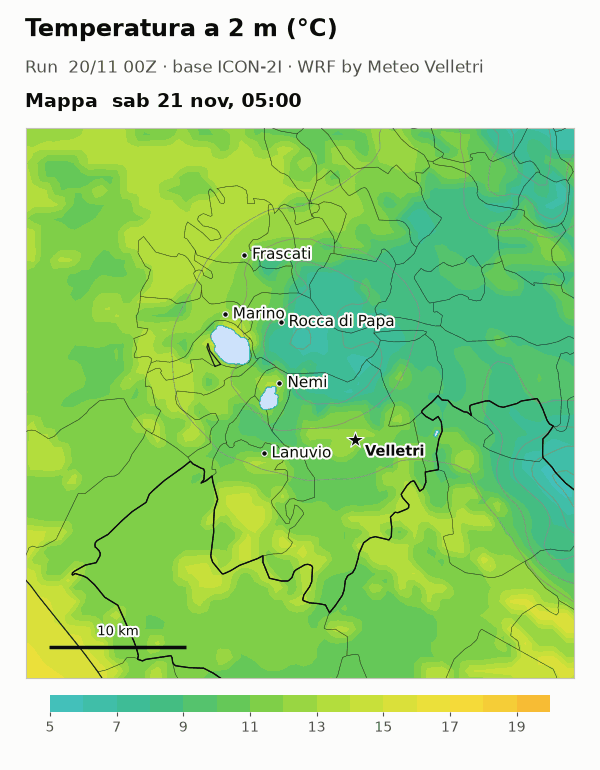 Temperatura a 2 m (°C)
Run  20/11 00Z · base ICON-2I · WRF by Meteo Velletri
Mappa  sab 21 nov, 05:00
Frascati
Marino
Rocca di Papa
Nemi
Velletri
Lanuvio
10 km
5 7 9 11 13 15 17 19